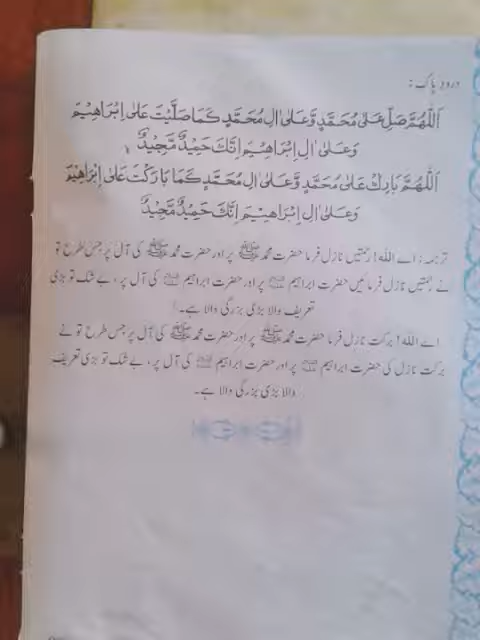 درود پاک :
اَللّٰهُمَّ صَلِّ عَلٰى مُحَمَّدٍ وَّعَلٰى اٰلِ مُحَمَّدٍ كَمَا صَلَّيْتَ عَلٰى اِبْرَاهِيْمَ
وَعَلٰى اٰلِ اِبْرَاهِيْمَ اِنَّكَ حَمِيْدٌ مَّجِيْدٌ
اَللّٰهُمَّ بَارِكْ عَلٰى مُحَمَّدٍ وَّعَلٰى اٰلِ مُحَمَّدٍ كَمَا بَارَكْتَ عَلٰى اِبْرَاهِيْمَ
وَعَلٰى اٰلِ اِبْرَاهِيْمَ اِنَّكَ حَمِيْدٌ مَّجِيْدٌ
ترجمہ: اے اللہ! رحمتیں نازل فرما حضرت محمد ﷺ پر اور حضرت محمد ﷺ کی آل پر جس طرح تو
نے رحمتیں نازل فرمائیں حضرت ابراہیم علیہ السلام پر اور حضرت ابراہیم علیہ السلام کی آل پر، بے شک تو بڑی
تعریف والا بڑی بزرگی والا ہے۔
اے اللہ! برکت نازل فرما حضرت محمد ﷺ پر اور حضرت محمد ﷺ کی آل پر جس طرح تو نے
برکت نازل کی حضرت ابراہیم علیہ السلام پر اور حضرت ابراہیم علیہ السلام کی آل پر، بے شک تو بڑی تعریف
والا بڑی بزرگی والا ہے۔